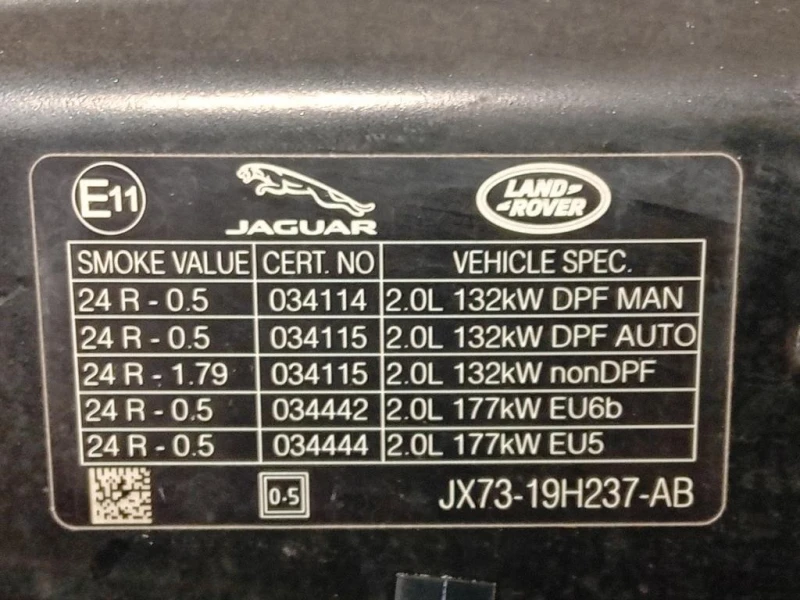 E11 JAGUAR LAND ROVER
SMOKE VALUE CERT. NO VEHICLE SPEC.
24 R - 0.5 034114 2.0L 132kW DPF MAN
24 R - 0.5 034115 2.0L 132kW DPF AUTO
24 R - 1.79 034115 2.0L 132kW nonDPF
24 R - 0.5 034442 2.0L 177kW EU6b
24 R - 0.5 034444 2.0L 177kW EU5
0.5 JX73-19H237-AB